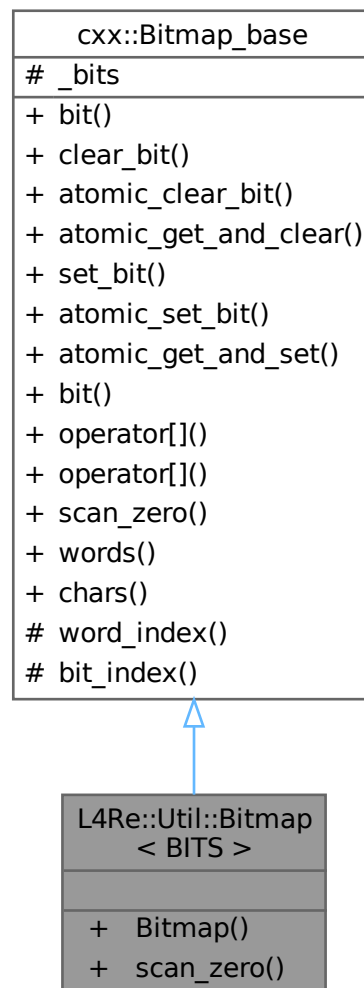 cxx::Bitmap_base
# _bits
+ bit()
+ clear_bit()
+ atomic_clear_bit()
+ atomic_get_and_clear()
+ set_bit()
+ atomic_set_bit()
+ atomic_get_and_set()
+ bit()
+ operator[]()
+ operator[]()
+ scan_zero()
+ words()
+ chars()
# word_index()
# bit_index()
L4Re::Util::Bitmap
< BITS >
+ Bitmap()
+ scan_zero()